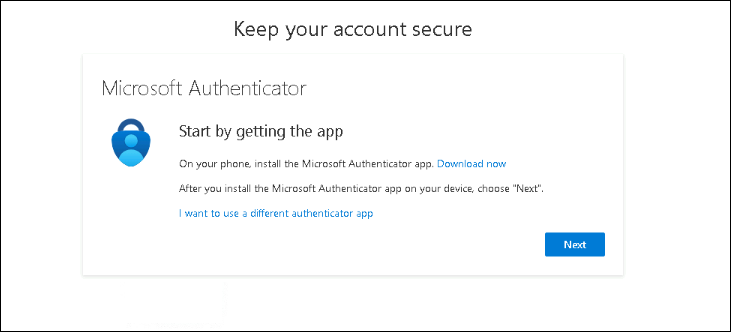 Keep your account secure
Microsoft Authenticator
Start by getting the app
On your phone, install the Microsoft Authenticator app. Download now
After you install the Microsoft Authenticator app on your device, choose "Next".
I want to use a different authenticator app
Next